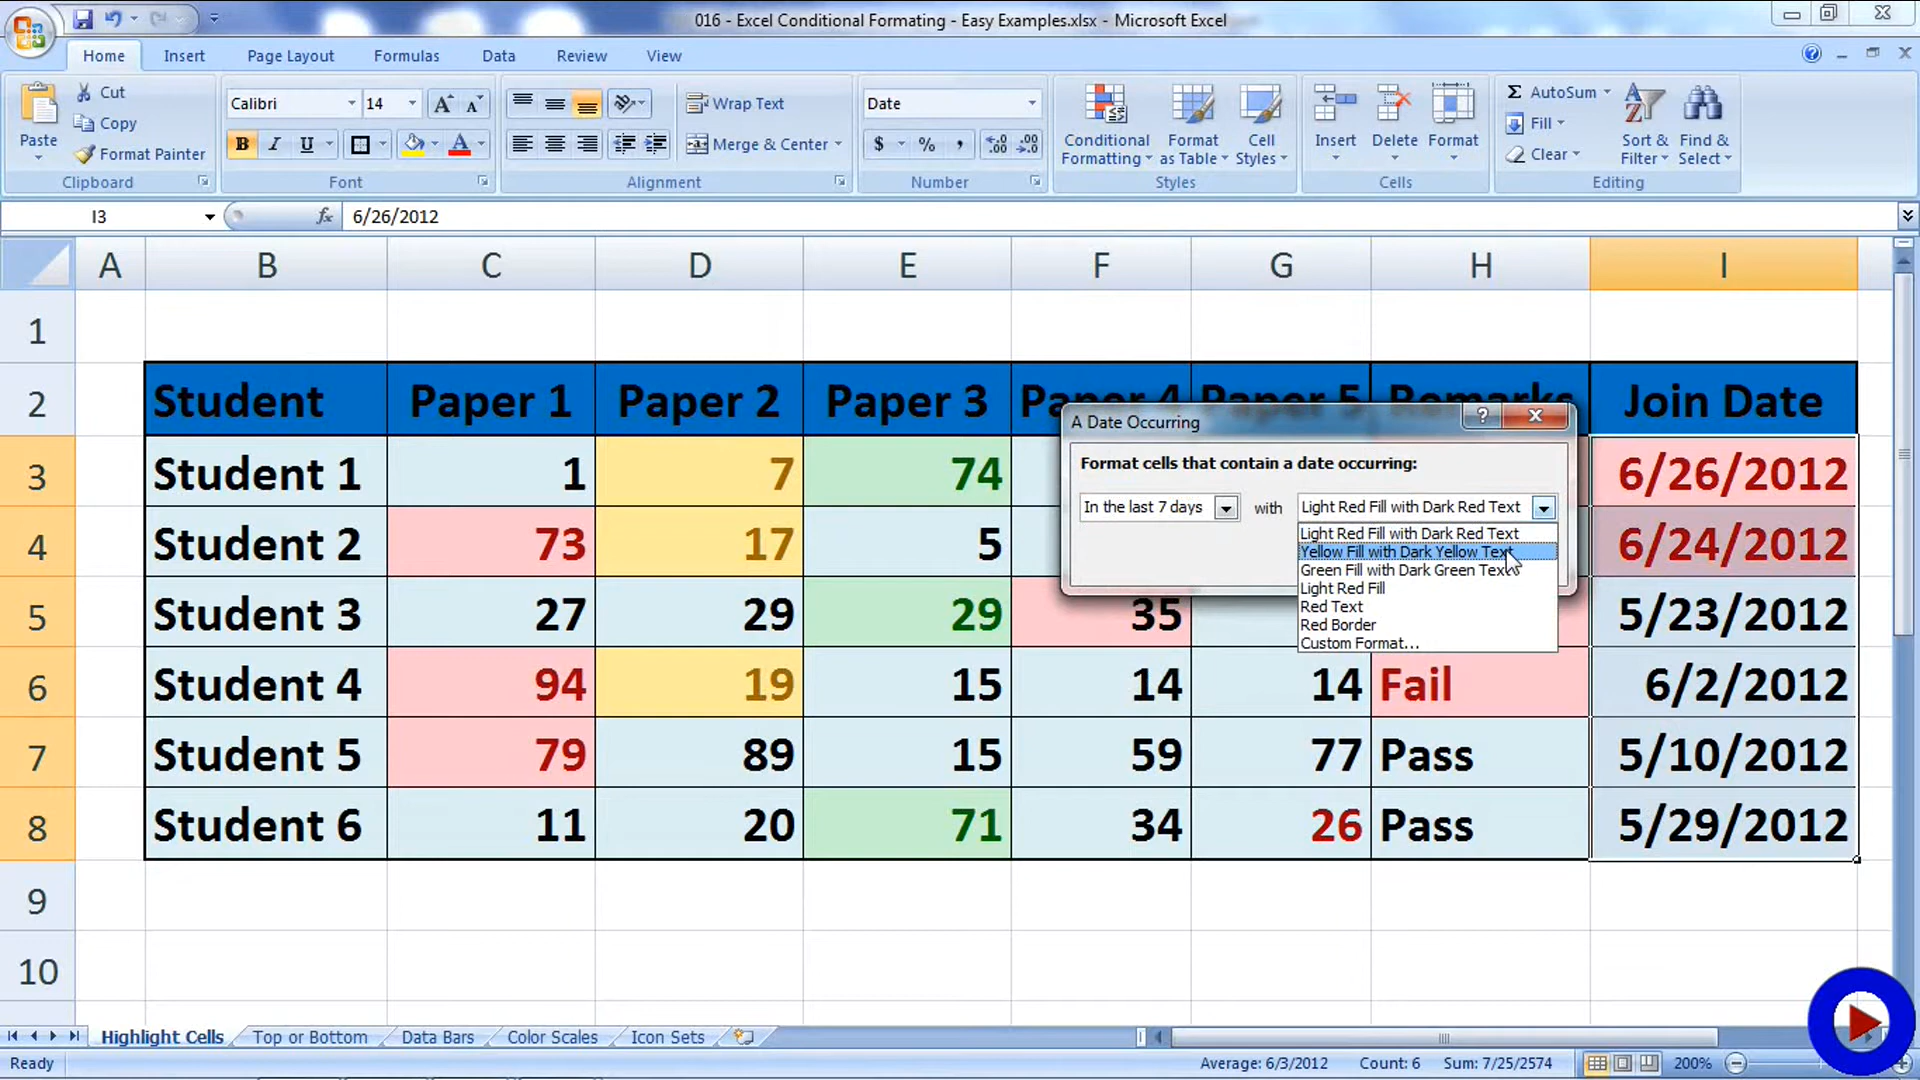 016 - Excel Conditional Formating - Easy Examples.xlsx - Microsoft Excel
Home Insert Page Layout Formulas Data Review View
Paste
Cut
Copy
Format Painter
Clipboard
Calibri 14
B I U
Font
Wrap Text
Merge & Center
Alignment
Date
$ % ,
Number
Conditional Formatting
Format as Table
Cell Styles
Styles
Insert Delete Format
Cells
Σ AutoSum
Fill
Clear
Sort & Filter
Find & Select
Editing
I3 fx 6/26/2012
A B C D E F G H I
1
2 Student Paper 1 Paper 2 Paper 3 Paper 4 Paper 5 Remarks Join Date
3 Student 1 1 7 74 6/26/2012
4 Student 2 73 17 5 6/24/2012
5 Student 3 27 29 29 35 5/23/2012
6 Student 4 94 19 15 14 14 Fail 6/2/2012
7 Student 5 79 89 15 59 77 Pass 5/10/2012
8 Student 6 11 20 71 34 26 Pass 5/29/2012
9
10
A Date Occurring
Format cells that contain a date occurring:
In the last 7 days with Light Red Fill with Dark Red Text
Light Red Fill with Dark Red Text
Yellow Fill with Dark Yellow Text
Green Fill with Dark Green Text
Light Red Fill
Red Text
Red Border
Custom Format...
Highlight Cells Top or Bottom Data Bars Color Scales Icon Sets
Ready Average: 6/3/2012 Count: 6 Sum: 7/25/2574 200%